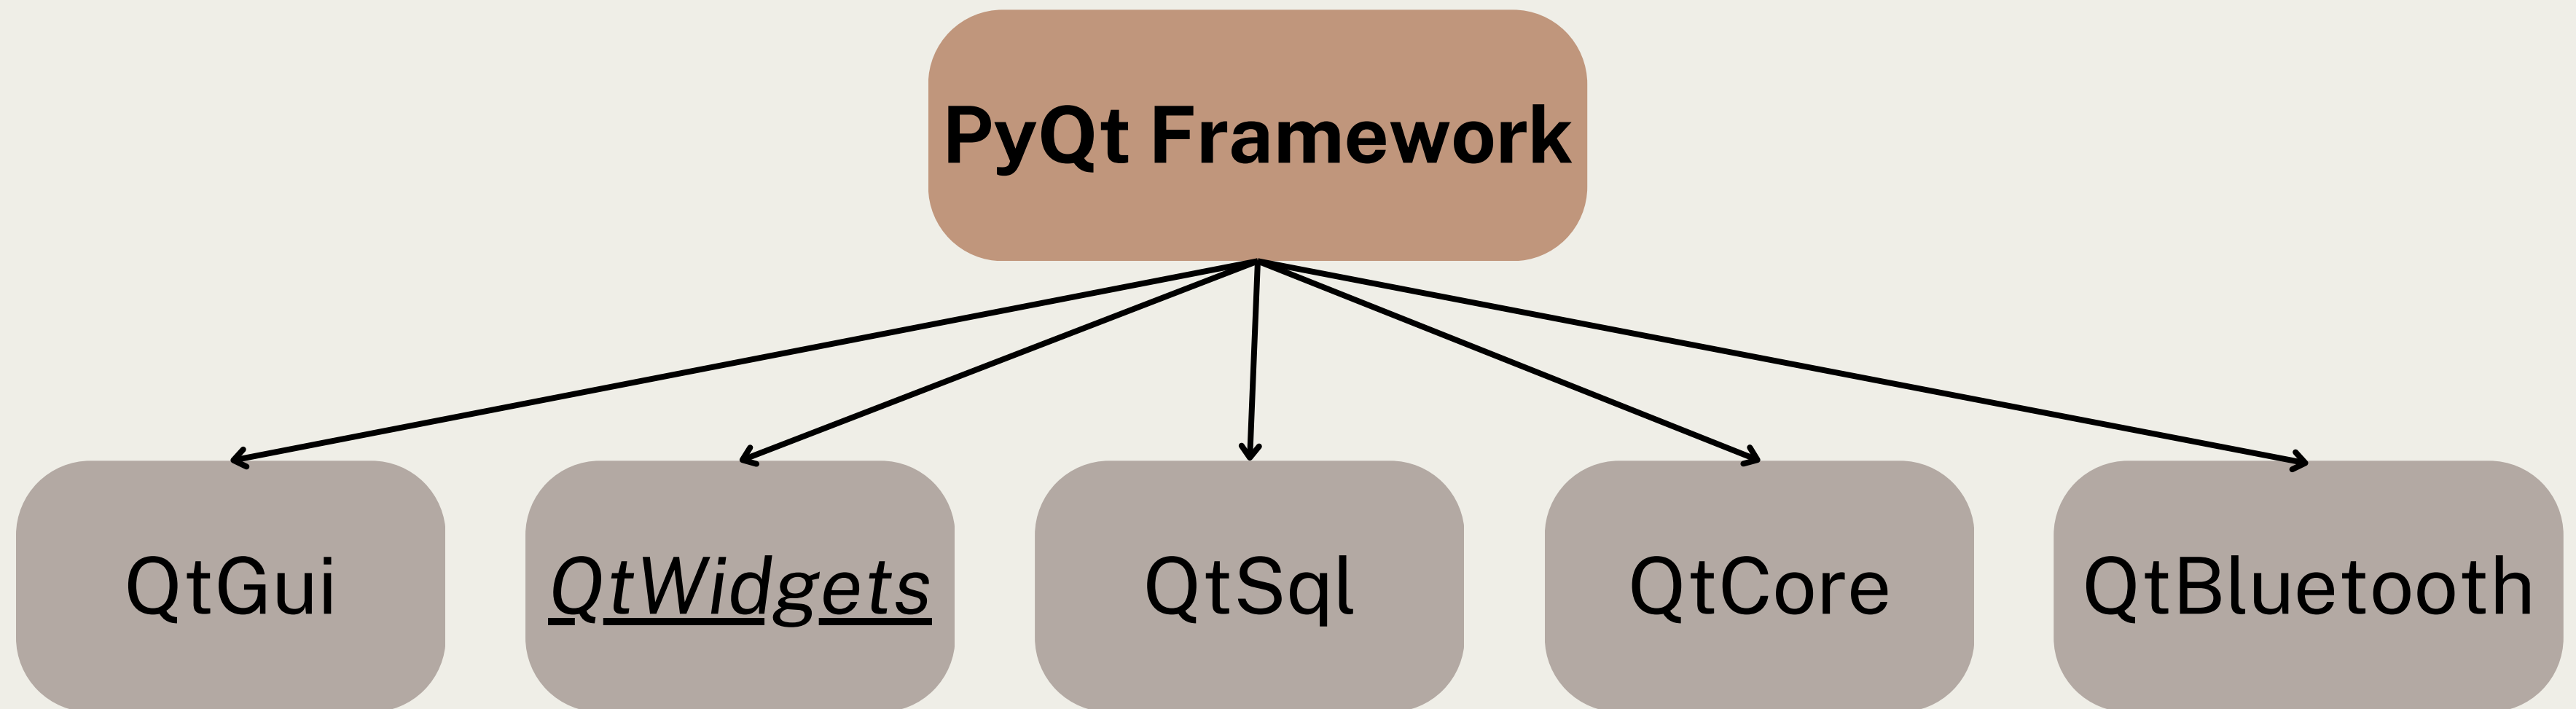 PyQt Framework
QtGui
QtWidgets
QtSql
QtCore
QtBluetooth